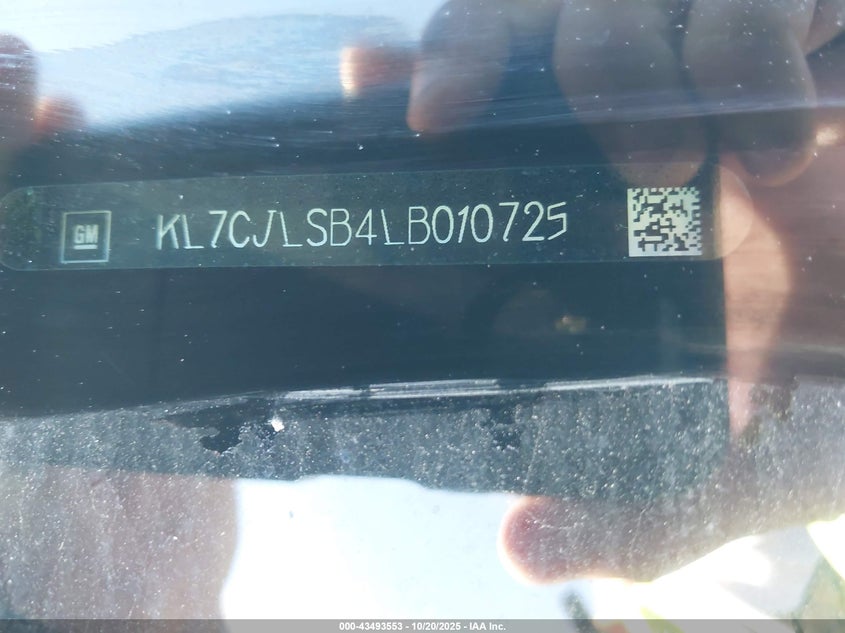 GM KL7CJLSB4LB010725
000-43493553 - 10/20/2025 - IAA Inc.